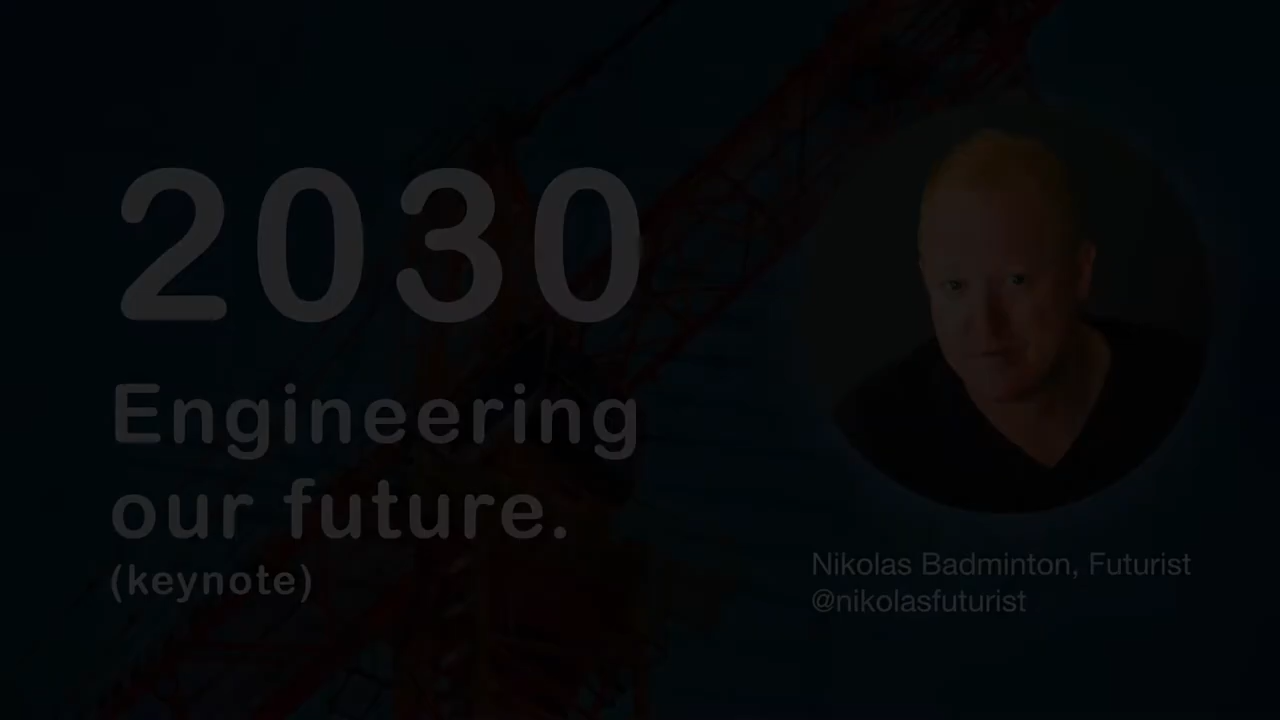 2030
Engineering
our future.
(keynote)
Nikolas Badminton, Futurist
@nikolasfuturist